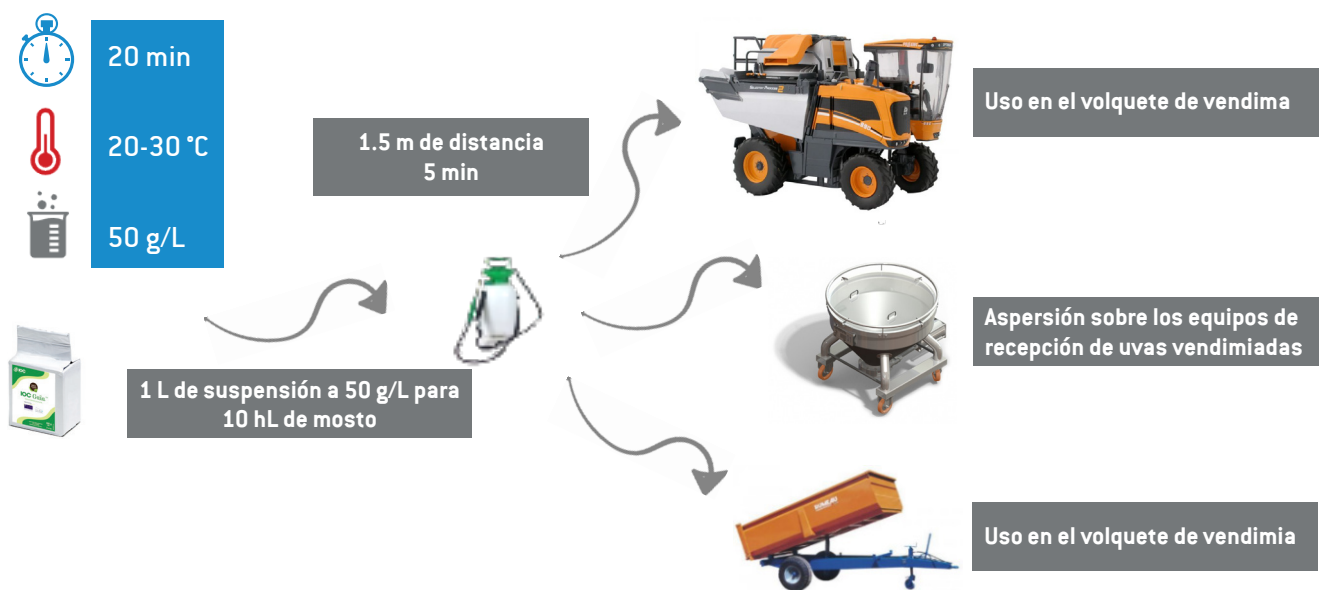 20 min
20-30 °C
50 g/L
1.5 m de distancia
5 min
Uso en el volquete de vendima
IOC
1 L de suspensión a 50 g/L para
10 hL de mosto
Aspersión sobre los equipos de
recepción de uvas vendimiadas
Uso en el volquete de vendimia